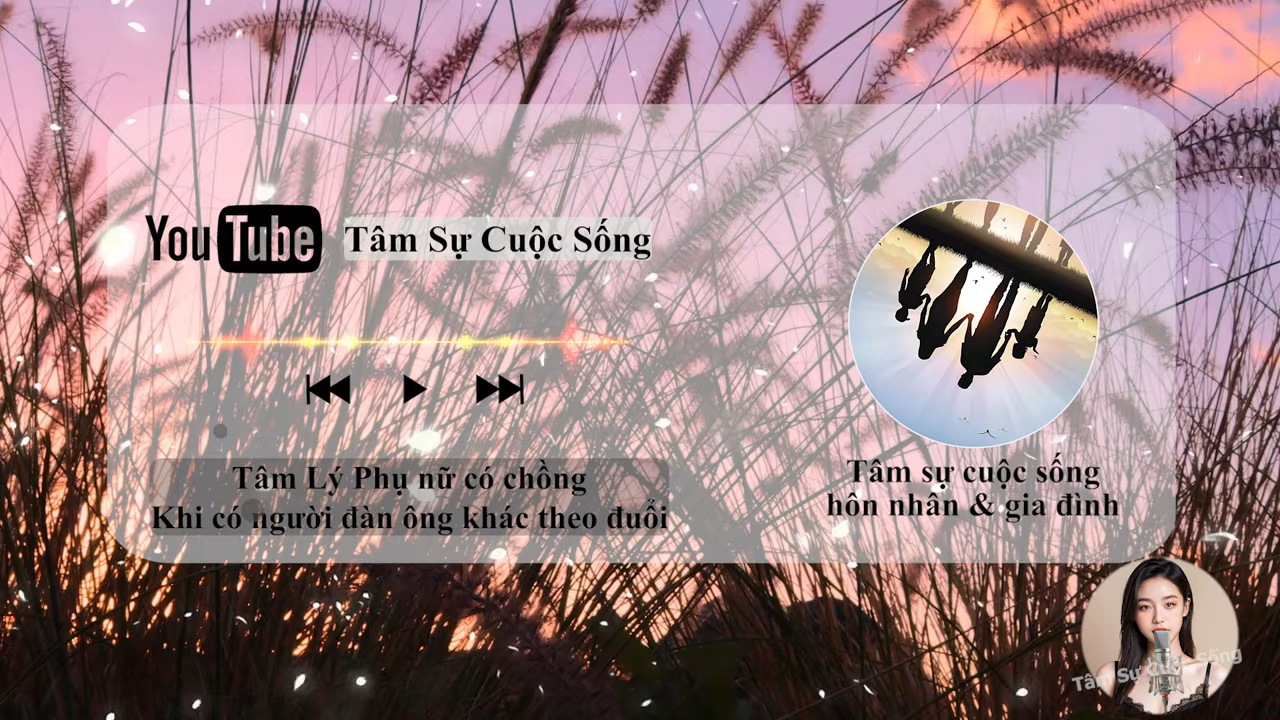 YouTube Tâm Sự Cuộc Sống
Tâm Lý Phụ nữ có chồng
Khi có người đàn ông khác theo đuổi
Tâm sự cuộc sống
hôn nhân & gia đình
Tâm Sự Cuộc Sống